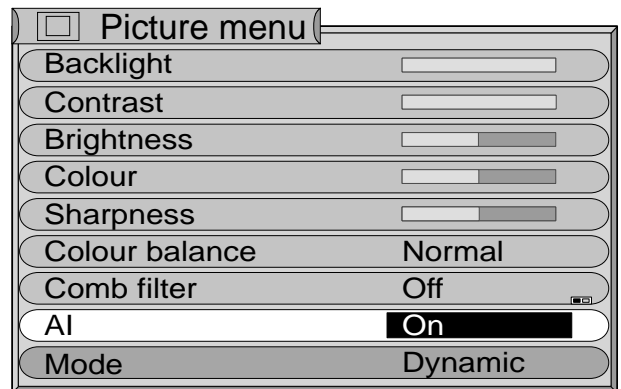 Picture menu
Backlight
Contrast
Brightness
Colour
Sharpness
Colour balance Normal
Comb filter Off
AI On
Mode Dynamic